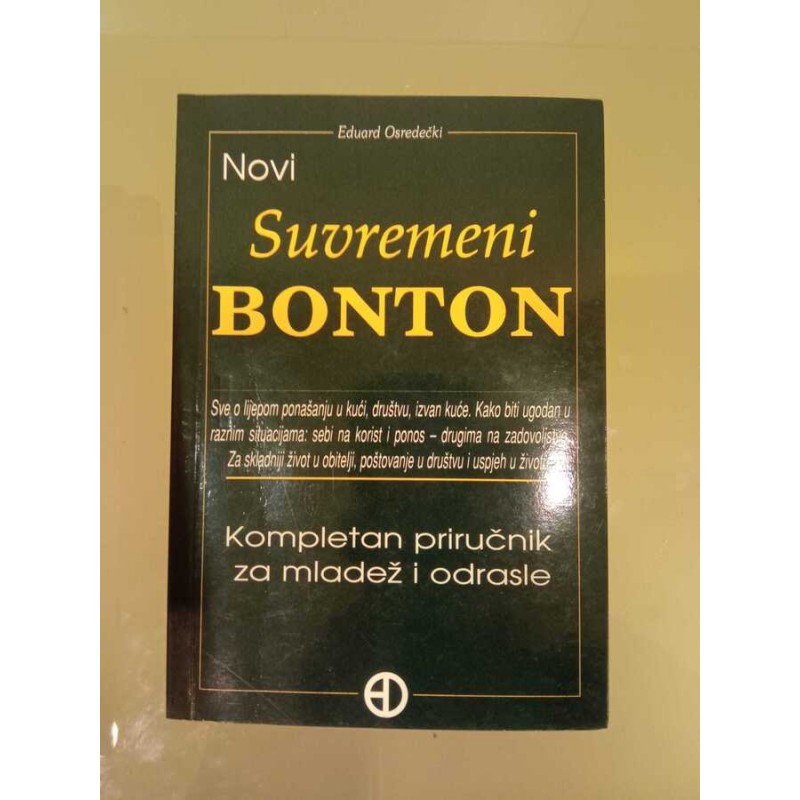 Eduard Osredečki
Novi
Suvremeni
BONTON
Sve o lijepom ponašanju u kući, društvu, izvan kuće. Kako biti ugodan u
raznim situacijama: sebi na korist i ponos – drugima na zadovoljstvo.
Za skladniji život u obitelji, poštovanje u društvu i uspjeh u
Kompletan priručnik
za mladež i odrasle